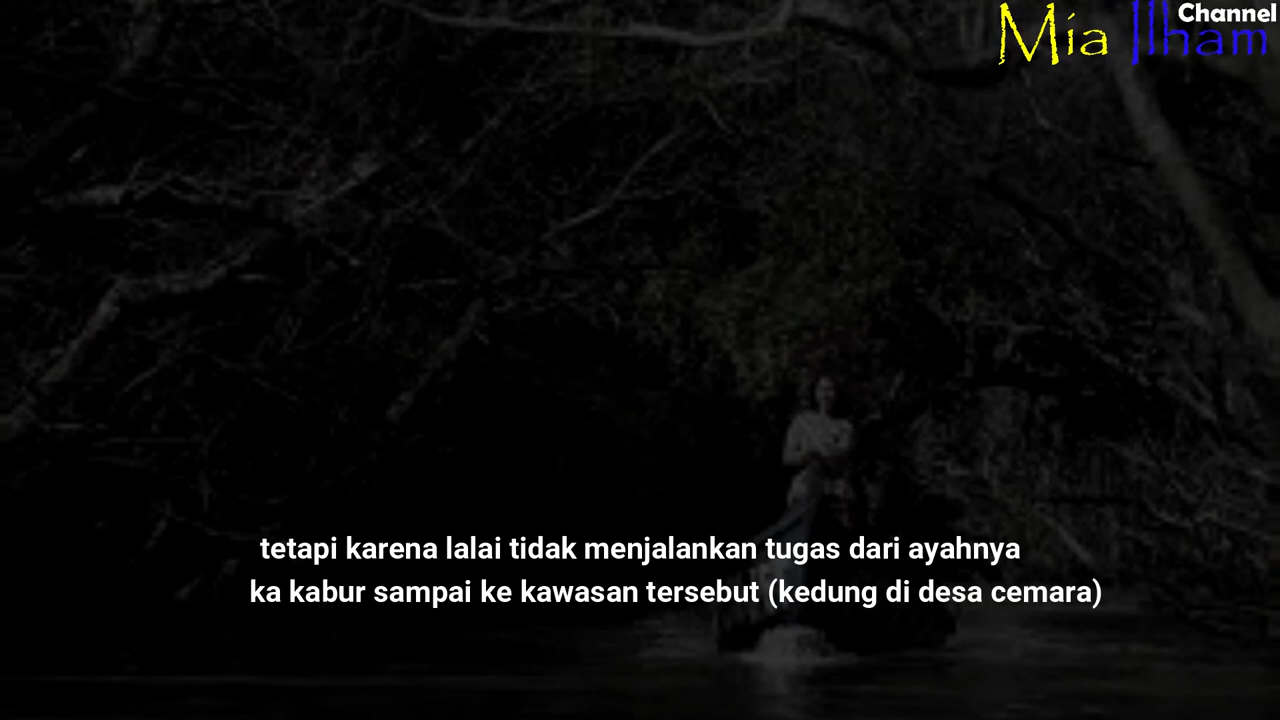 Channel
Mia Ilham
tetapi karena lalai tidak menjalankan tugas dari ayahnya
ka kabur sampai ke kawasan tersebut (kedung di desa cemara)